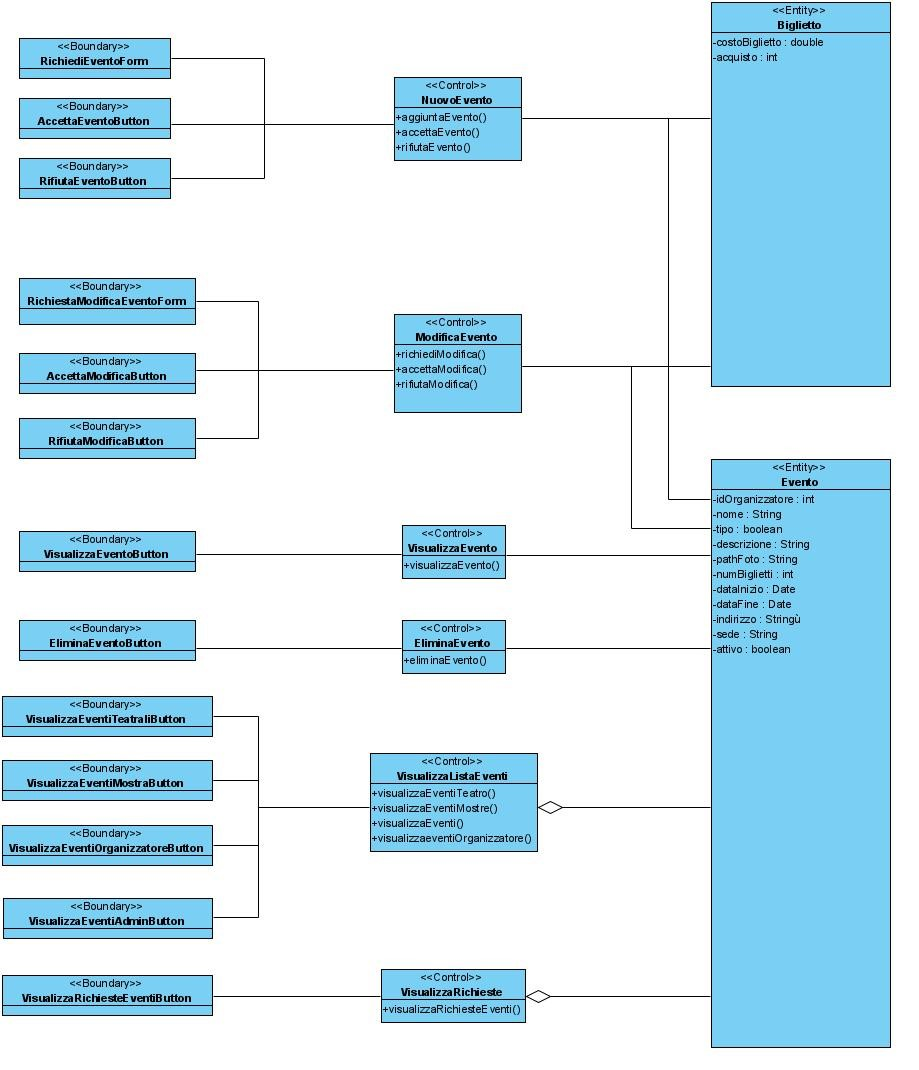 <<Boundary>>
RichiediEventoForm
<<Boundary>>
AccettaEventoButton
<<Boundary>>
RifiutaEventoButton
<<Control>>
NuovoEvento
+aggiuntaEvento()
+accettaEvento()
+rifiutaEvento()
<<Entity>>
Biglietto
-costoBiglietto : double
-acquisto : int
<<Boundary>>
RichiestaModificaEventoForm
<<Boundary>>
AccettaModificaButton
<<Boundary>>
RifiutaModificaButton
<<Control>>
ModificaEvento
+richiediModifica()
+accettaModifica()
+rifiutaModifica()
<<Entity>>
Evento
-idOrganizzatore : int
-nome : String
-tipo : boolean
-descrizione : String
-pathFoto : String
-numBiglietti : int
-dataInizio : Date
-dataFine : Date
-indirizzo : Stringù
-sede : String
-attivo : boolean
<<Boundary>>
VisualizzaEventoButton
<<Control>>
VisualizzaEvento
+visualizzaEvento()
<<Boundary>>
EliminaEventoButton
<<Control>>
EliminaEvento
+eliminaEvento()
<<Boundary>>
VisualizzaEventiTeatraliButton
<<Boundary>>
VisualizzaEventiMostraButton
<<Boundary>>
VisualizzaEventiOrganizzatoreButton
<<Boundary>>
VisualizzaEventiAdminButton
<<Control>>
VisualizzaListaEventi
+visualizzaEventiTeatro()
+visualizzaEventiMostre()
+visualizzaEventi()
+visualizzaeventiOrganizzatore()
<<Boundary>>
VisualizzaRichiesteEventiButton
<<Control>>
VisualizzaRichieste
+visualizzaRichiesteEventi()